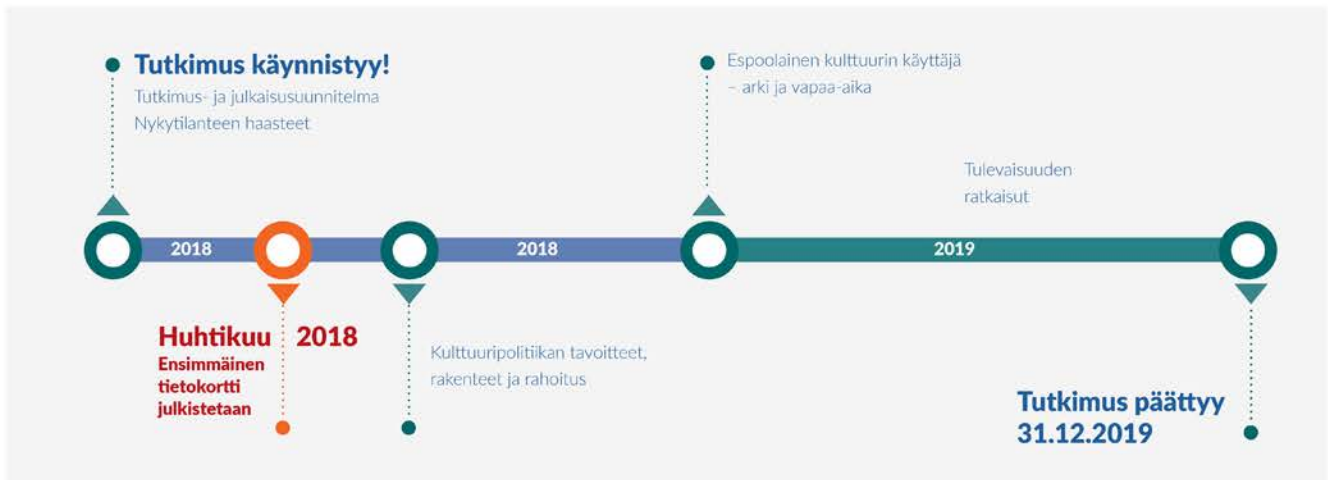 Tutkimus käynnistyy!
Tutkimus- ja julkaisusuunnitelma
Nykytilanteen haasteet
Espoolainen kulttuurin käyttäjä
– arki ja vapaa-aika
Tulevaisuuden
ratkaisut
2018
2018
2019
Huhtikuu 2018
Ensimmäinen
tietokortti
julkistetaan
Kulttuuripolitiikan tavoitteet,
rakenteet ja rahoitus
Tutkimus päättyy
31.12.2019